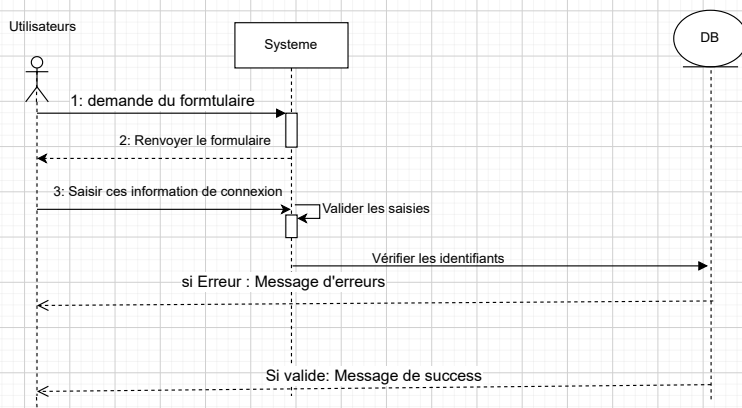 Utilisateurs
Systeme
DB
1: demande du formtulaire
2: Renvoyer le formulaire
3: Saisir ces information de connexion
Valider les saisies
Vérifier les identifiants
si Erreur : Message d'erreurs
Si valide: Message de success